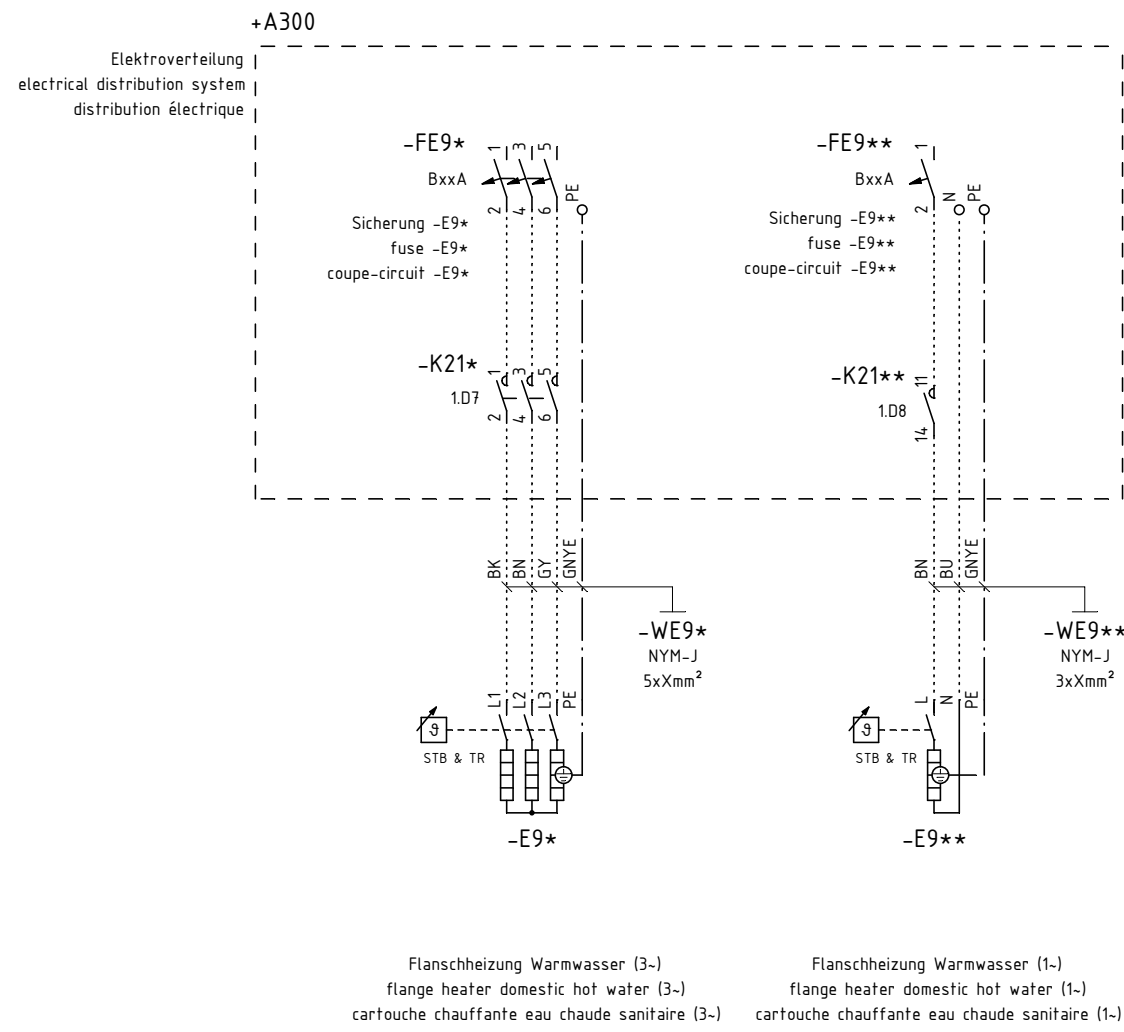 +A300
Elektroverteilung
electrical distribution system
distribution électrique
-FE9*
1 3 5
BxxA
2 4 6 PE
Sicherung -E9*
fuse -E9*
coupe-circuit -E9*
-FE9**
1
BxxA
2 N PE
Sicherung -E9**
fuse -E9**
coupe-circuit -E9**
-K21*
1 3 5
1.D7
2 4 6
-K21**
11
1.D8
14
BK BN GY GNYE
-WE9*
NYM-J
5xXmm²
BN BU GNYE
-WE9**
NYM-J
3xXmm²
L1 L2 L3 PE
ϑ
STB & TR
-E9*
L N PE
ϑ
STB & TR
-E9**
Flanschheizung Warmwasser (3~)
flange heater domestic hot water (3~)
cartouche chauffante eau chaude sanitaire (3~)
Flanschheizung Warmwasser (1~)
flange heater domestic hot water (1~)
cartouche chauffante eau chaude sanitaire (1~)